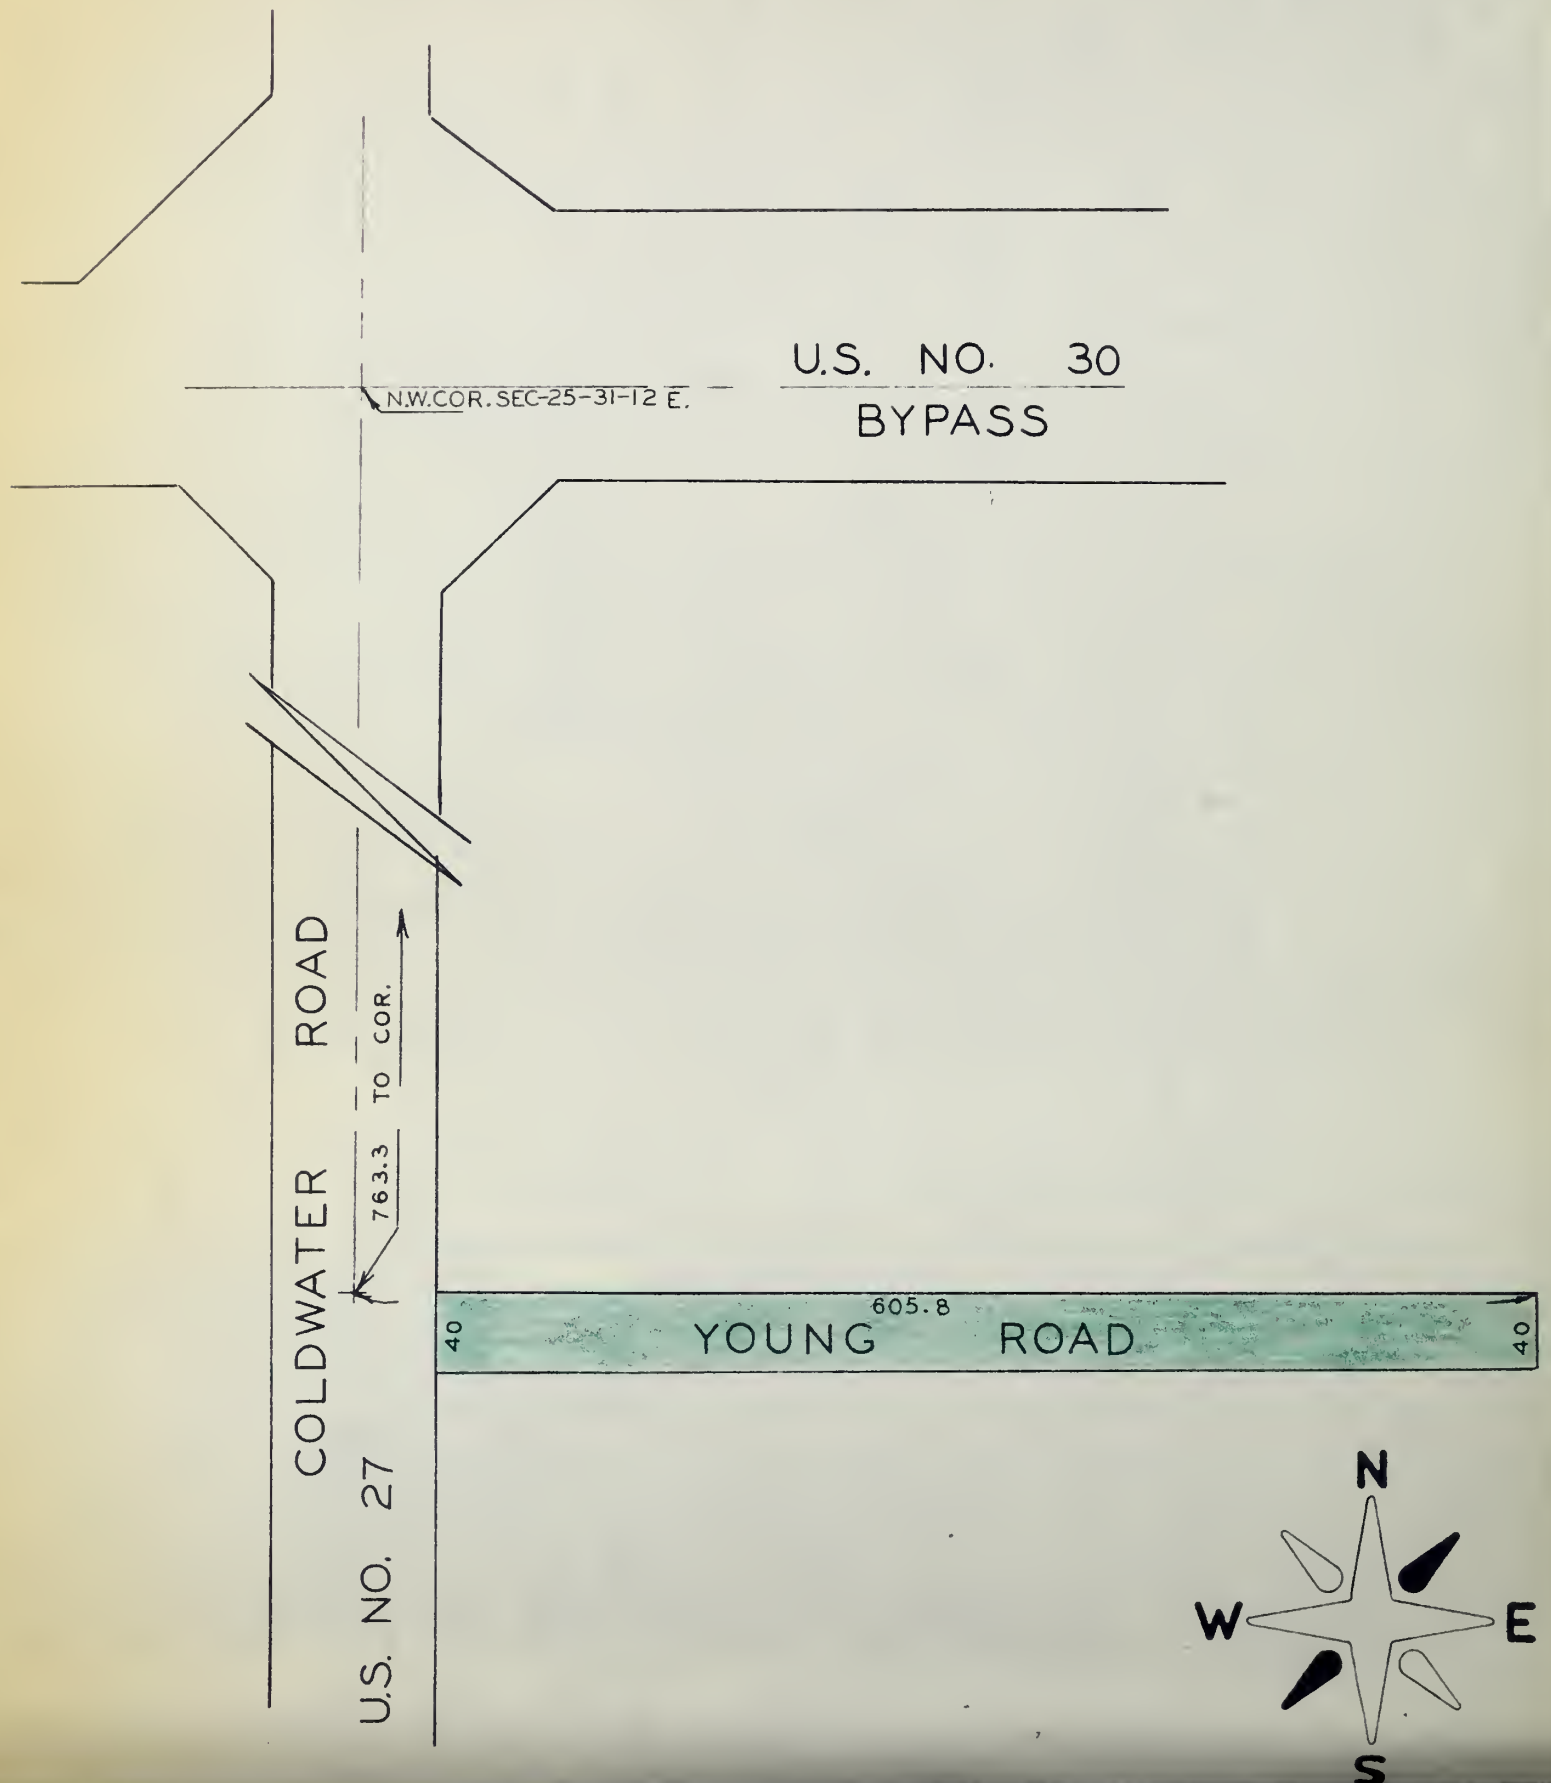 U.S. NO. 30
BYPASS
N.W.COR.SEC-25-31-12 E.
COLDWATER ROAD
763.3 TO COR.
U.S. NO. 27
40
605.8
YOUNG ROAD
40
N
W
E
S